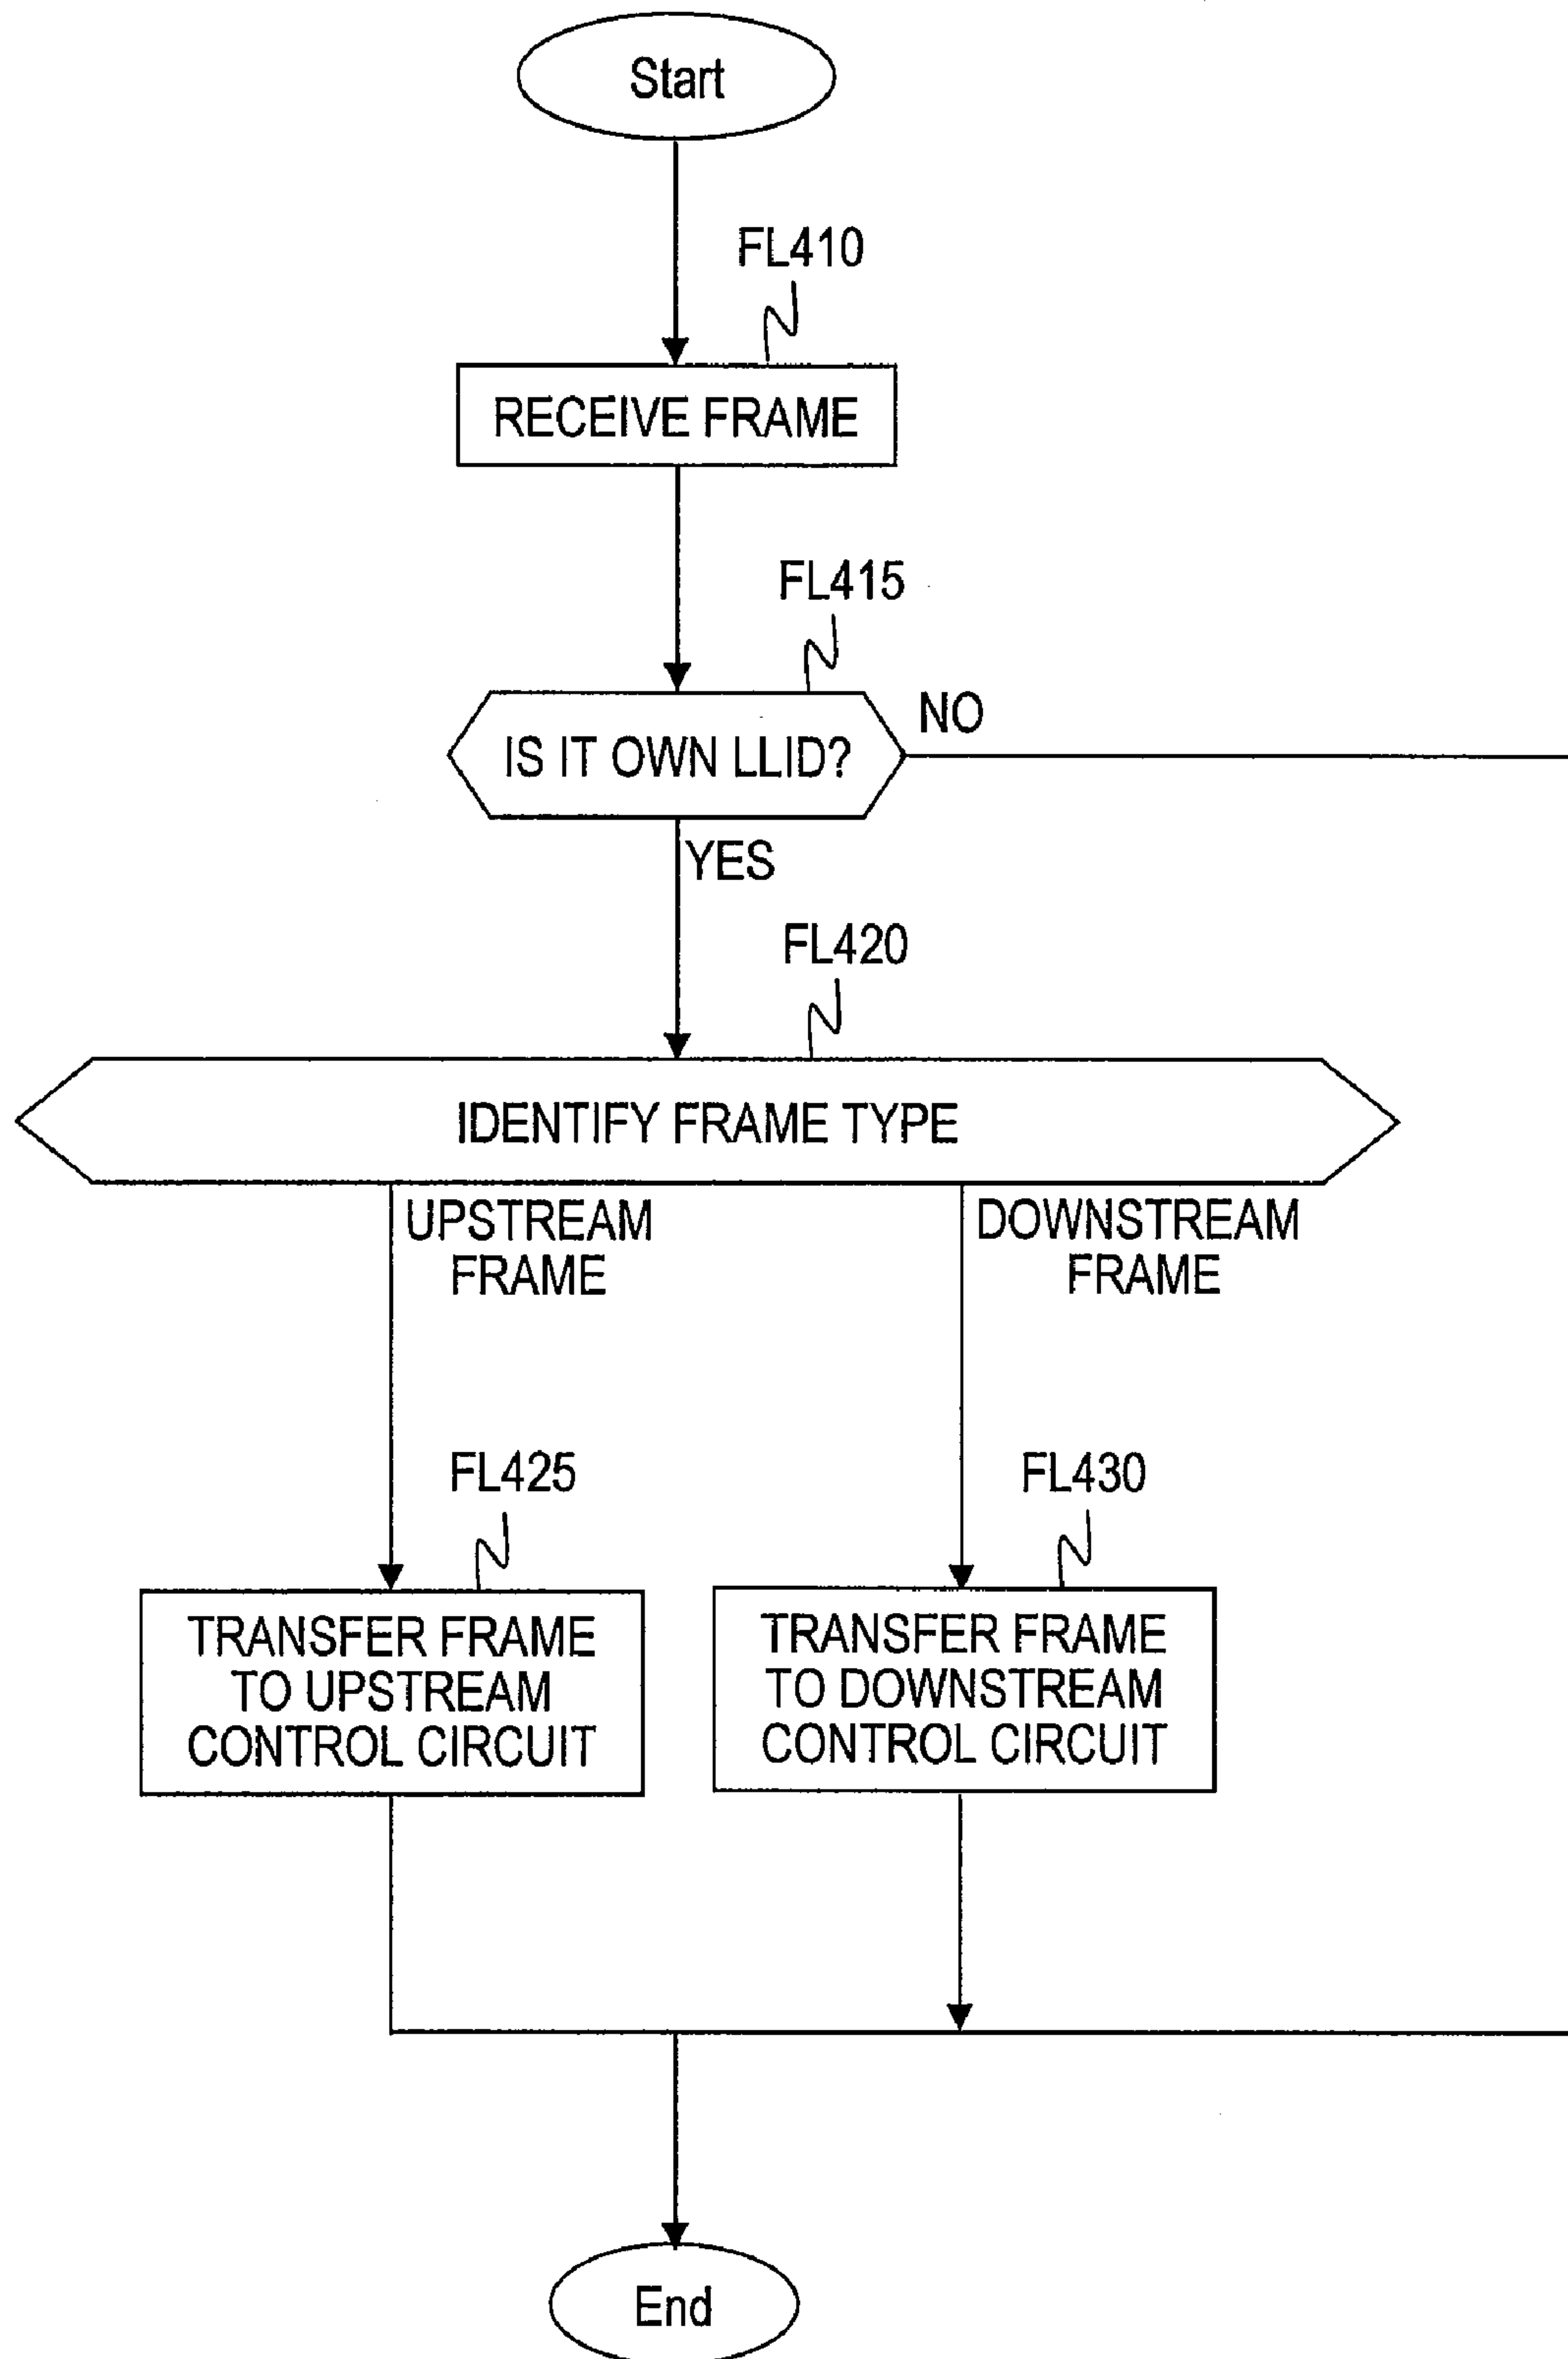 Start
FL410
RECEIVE FRAME
FL415
IS IT OWN LLID?
NO
YES
FL420
IDENTIFY FRAME TYPE
UPSTREAM
FRAME
DOWNSTREAM
FRAME
FL425
FL430
TRANSFER FRAME
TO UPSTREAM
CONTROL CIRCUIT
TRANSFER FRAME
TO DOWNSTREAM
CONTROL CIRCUIT
End